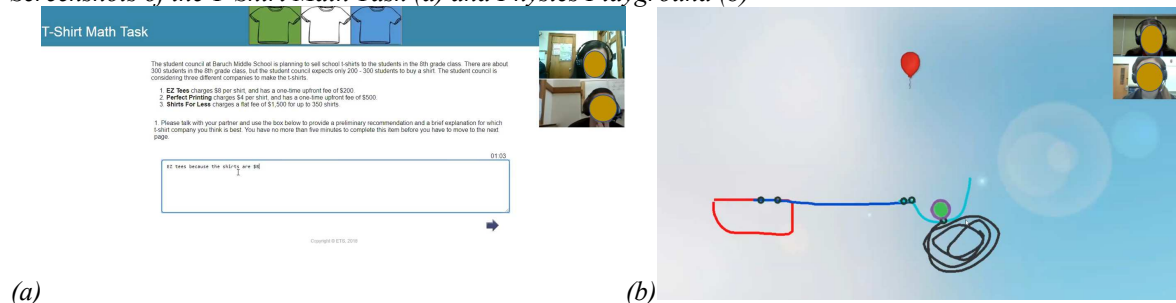 Screenshots of the T-Shirt Math Task (a) and Physics Playground (b)
T-Shirt Math Task
The student council at Baruch Middle School is planning to sell school t-shirts to the students in the 8th grade class. There are about
300 students in the 8th grade class, but the student council expects only 200 - 300 students to buy a shirt. The student council is
considering three different companies to make the t-shirts.
1. EZ Tees charges $8 per shirt, and has a one-time upfront fee of $200.
2. Perfect Printing charges $4 per shirt, and has a one-time upfront fee of $500.
3. Shirts For Less charges a flat fee of $1,500 for up to 350 shirts
1. Please talk with your partner and use the box below to provide a preliminary recommendation and a brief explanation for which
t-shirt company you think is best. You have no more than five minutes to complete this item before you have to move to the next
page.
01:03
EZ tees because the shirts are $8
Copyright © ETS, 2016
(a)
(b)